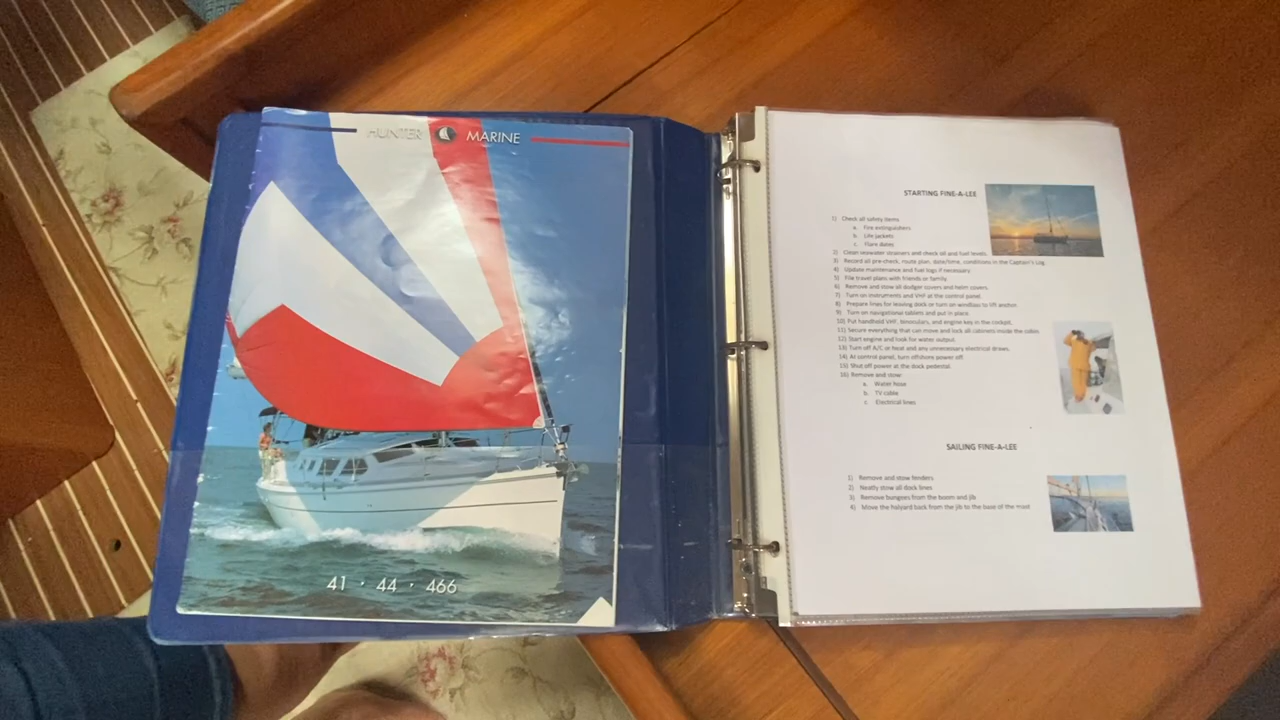 HUNTER MARINE
41 · 44 · 466
STARTING FINE-A-LEE
1) Check all safety items
a. Fire extinguishers
b. Life jackets
c. Flare dates
2) Clean seawater strainers and check oil and fuel levels.
3) Record all pre-check, route plan, date/time, conditions in the Captain's Log.
4) Update maintenance and fuel logs if necessary
5) File travel plans with friends or family.
6) Remove and stow all dodger covers and helm covers.
7) Turn on instruments and VHF at the control panel.
8) Prepare lines for leaving dock or turn on windlass to lift anchor.
9) Turn on navigational tablets and put in place.
10) Put handheld VHF, binoculars, and engine key in the cockpit.
11) Secure everything that can move and lock all cabinets inside the cabin.
12) Start engine and look for water output.
13) Turn off A/C or heat and any unnecessary electrical draws.
14) At control panel, turn offshore power off.
15) Shut off power at the dock pedestal.
16) Remove and stow:
a. Water hose
b. TV cable
c. Electrical lines
SAILING FINE-A-LEE
1) Remove and stow fenders
2) Neatly stow all dock lines
3) Remove bungees from the boom and jib
4) Move the halyard back from the jib to the base of the mast